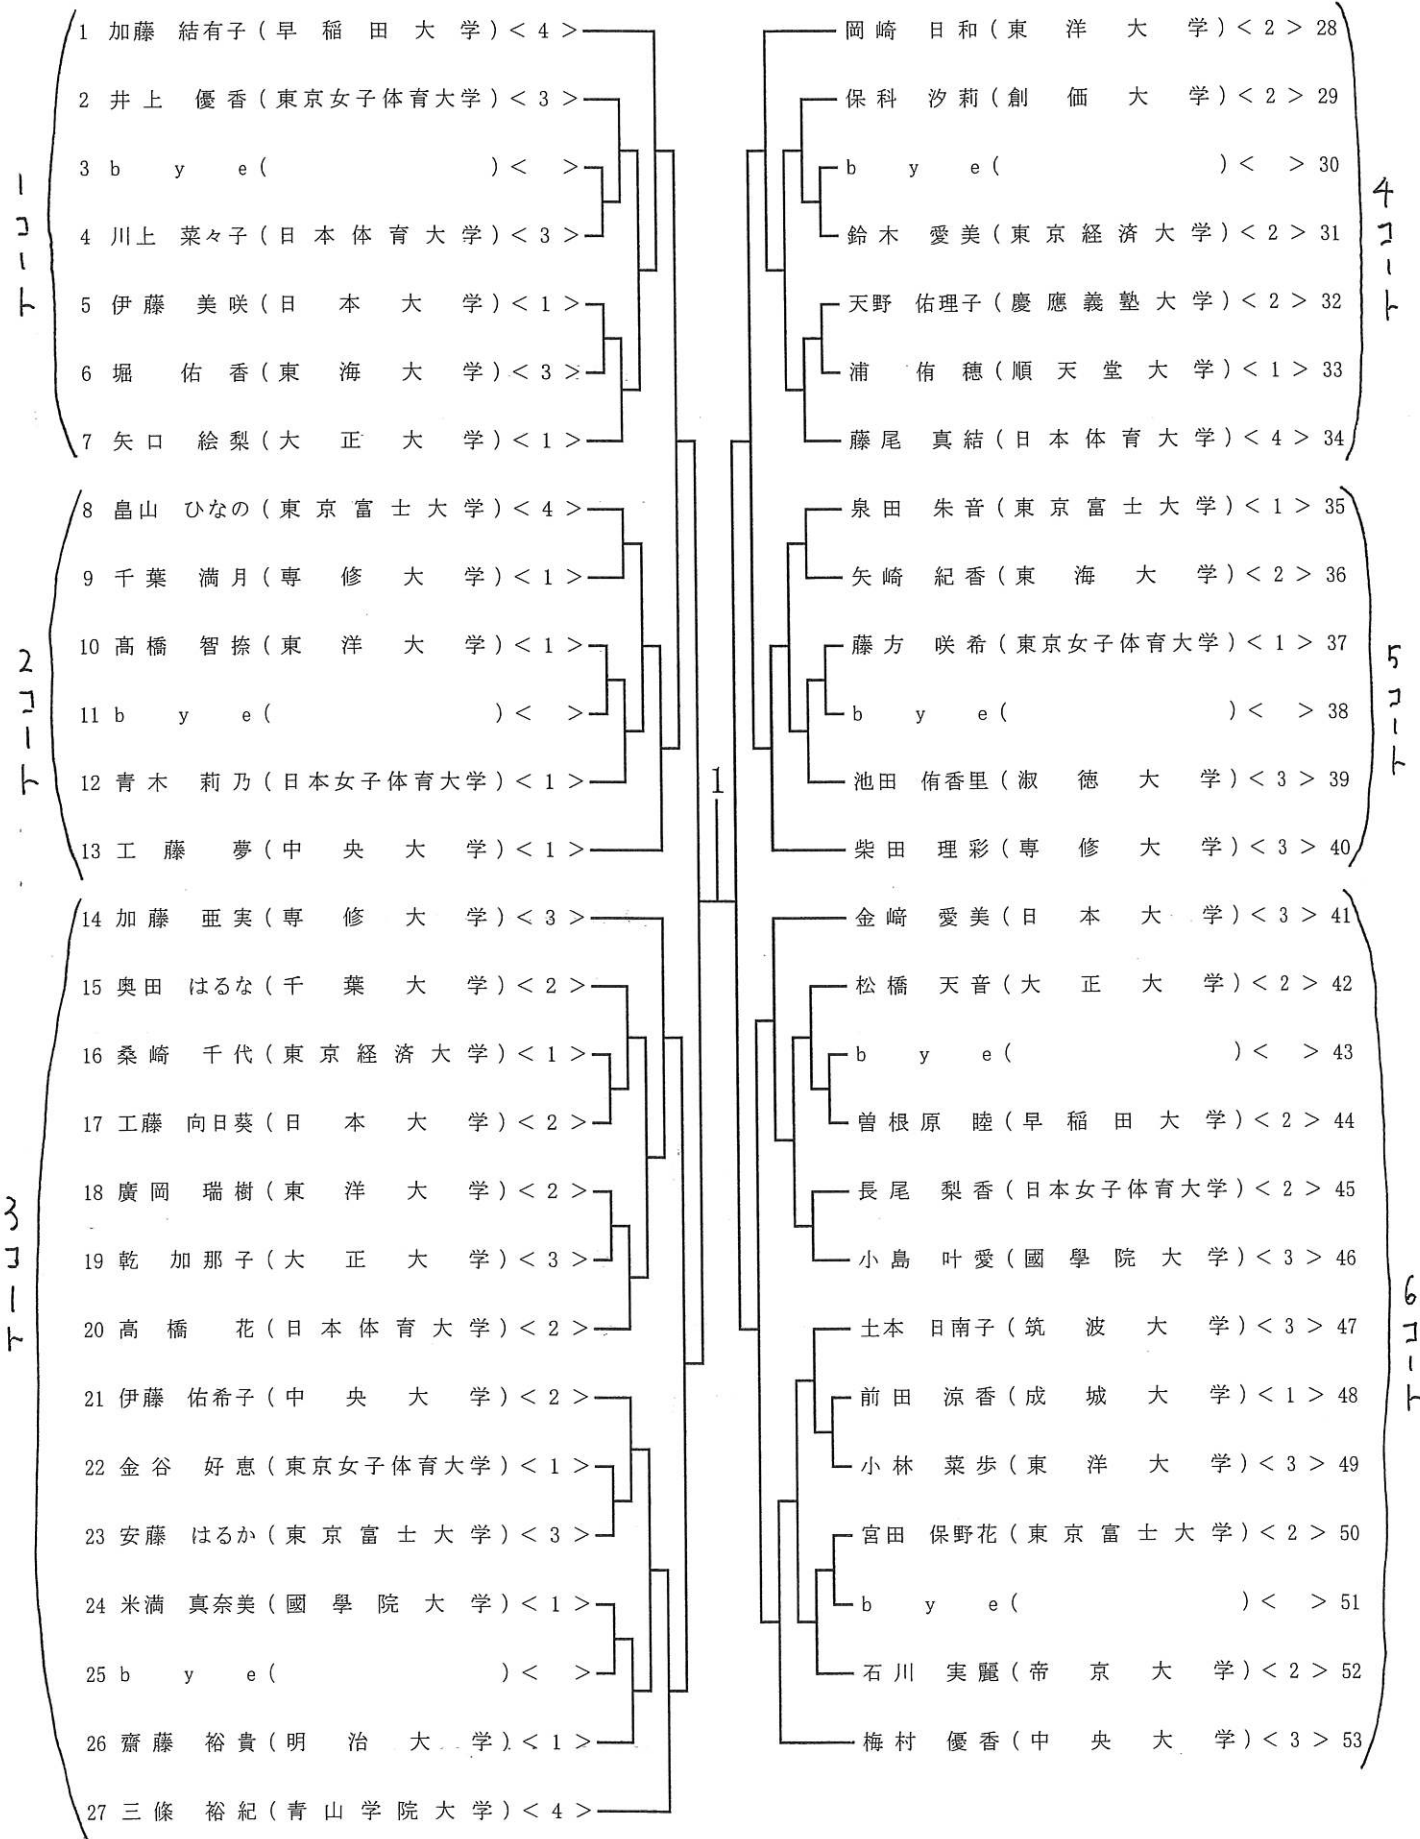 1コート
1 加藤 結有子 ( 早稲田大学 ) < 4 >
2 井上 優香 ( 東京女子体育大学 ) < 3 >
3 bye ( ) < >
4 川上 菜々子 ( 日本体育大学 ) < 3 >
5 伊藤 美咲 ( 日本大学 ) < 1 >
6 堀 佑香 ( 東海大学 ) < 3 >
7 矢口 絵梨 ( 大正大学 ) < 1 >
2コート
8 畠山 ひなの ( 東京富士大学 ) < 4 >
9 千葉 満月 ( 専修大学 ) < 1 >
10 髙橋 智捺 ( 東洋大学 ) < 1 >
11 bye ( ) < >
12 青木 莉乃 ( 日本女子体育大学 ) < 1 >
13 工藤 夢 ( 中央大学 ) < 1 >
3コート
14 加藤 亜実 ( 専修大学 ) < 3 >
15 奥田 はるな ( 千葉大学 ) < 2 >
16 桑崎 千代 ( 東京経済大学 ) < 1 >
17 工藤 向日葵 ( 日本大学 ) < 2 >
18 廣岡 瑞樹 ( 東洋大学 ) < 2 >
19 乾 加那子 ( 大正大学 ) < 3 >
20 髙橋 花 ( 日本体育大学 ) < 2 >
21 伊藤 佑希子 ( 中央大学 ) < 2 >
22 金谷 好恵 ( 東京女子体育大学 ) < 1 >
23 安藤 はるか ( 東京富士大学 ) < 3 >
24 米満 真奈美 ( 國學院大学 ) < 1 >
25 bye ( ) < >
26 齋藤 裕貴 ( 明治大学 ) < 1 >
27 三條 裕紀 ( 青山学院大学 ) < 4 >
1
4コート
岡崎 日和 ( 東洋大学 ) < 2 > 28
保科 汐莉 ( 創価大学 ) < 2 > 29
bye ( ) < > 30
鈴木 愛美 ( 東京経済大学 ) < 2 > 31
天野 佑理子 ( 慶應義塾大学 ) < 2 > 32
浦 侑穂 ( 順天堂大学 ) < 1 > 33
藤尾 真結 ( 日本体育大学 ) < 4 > 34
5コート
泉田 朱音 ( 東京富士大学 ) < 1 > 35
矢崎 紀香 ( 東海大学 ) < 2 > 36
藤方 咲希 ( 東京女子体育大学 ) < 1 > 37
bye ( ) < > 38
池田 侑香里 ( 淑徳大学 ) < 3 > 39
柴田 理彩 ( 専修大学 ) < 3 > 40
6コート
金﨑 愛美 ( 日本大学 ) < 3 > 41
松橋 天音 ( 大正大学 ) < 2 > 42
bye ( ) < > 43
曽根原 睦 ( 早稲田大学 ) < 2 > 44
長尾 梨香 ( 日本女子体育大学 ) < 2 > 45
小島 叶愛 ( 國學院大学 ) < 3 > 46
土本 日南子 ( 筑波大学 ) < 3 > 47
前田 涼香 ( 成城大学 ) < 1 > 48
小林 菜歩 ( 東洋大学 ) < 3 > 49
宮田 保野花 ( 東京富士大学 ) < 2 > 50
bye ( ) < > 51
石川 実麗 ( 帝京大学 ) < 2 > 52
梅村 優香 ( 中央大学 ) < 3 > 53